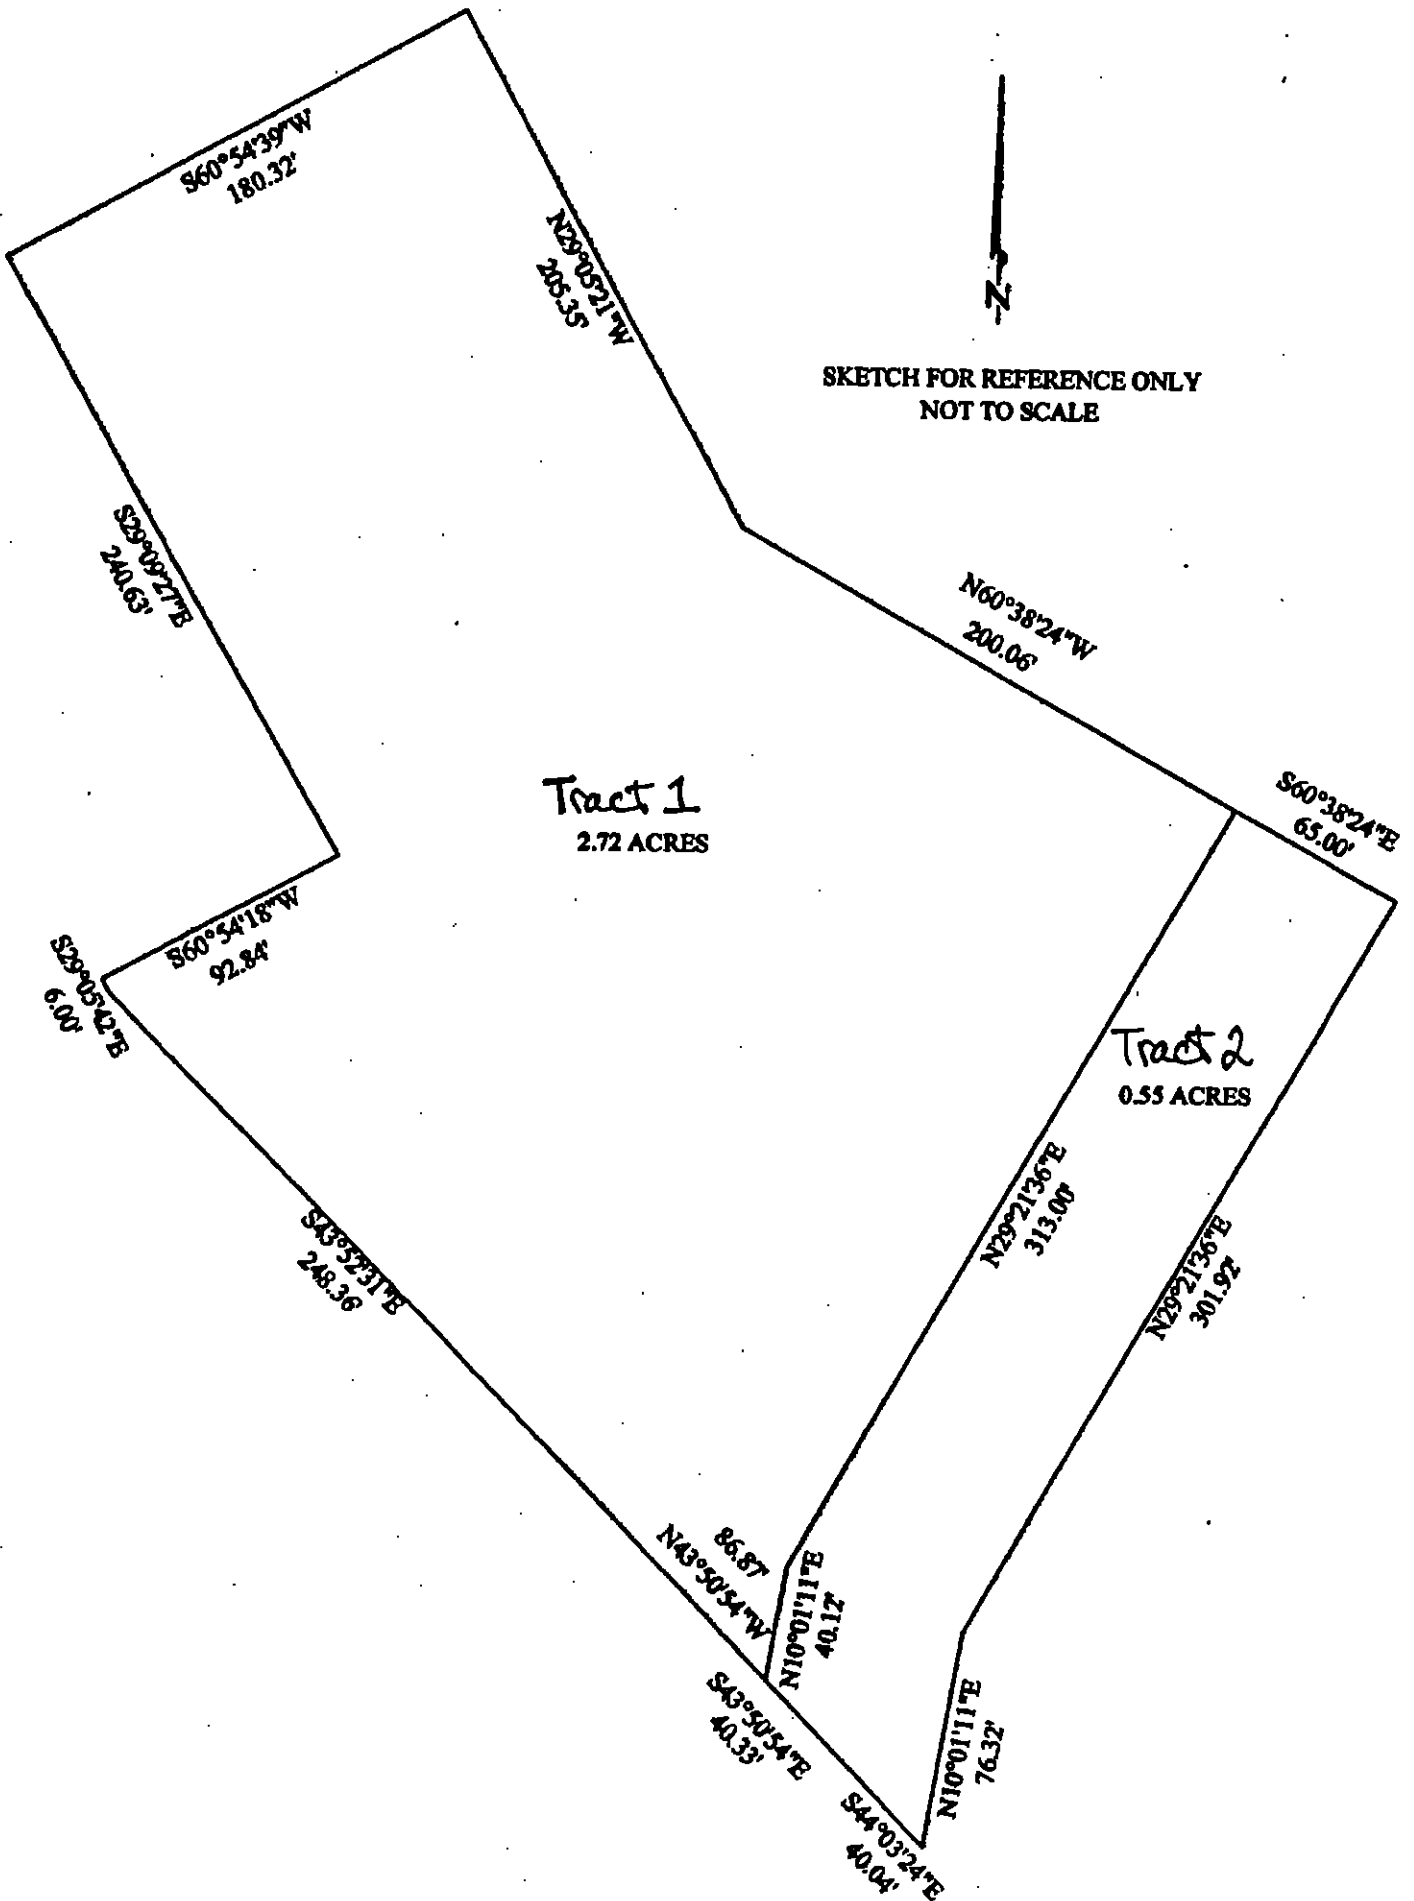 S60°54'39"W
180.32'
N29°05'21"W
205.35'
N
SKETCH FOR REFERENCE ONLY
NOT TO SCALE
S29°09'27"E
240.63'
N60°38'24"W
200.06'
S60°38'24"E
65.00'
Tract 1
2.72 ACRES
S60°54'18"W
92.84'
S29°05'42"E
6.00'
Tract 2
0.55 ACRES
N29°21'36"E
313.00'
N29°21'36"E
301.92'
S43°52'31"E
248.36'
86.87'
N43°50'54"W
N10°01'11"E
40.12'
S43°50'54"E
40.33'
N10°01'11"E
76.32'
S44°03'24"E
40.04'